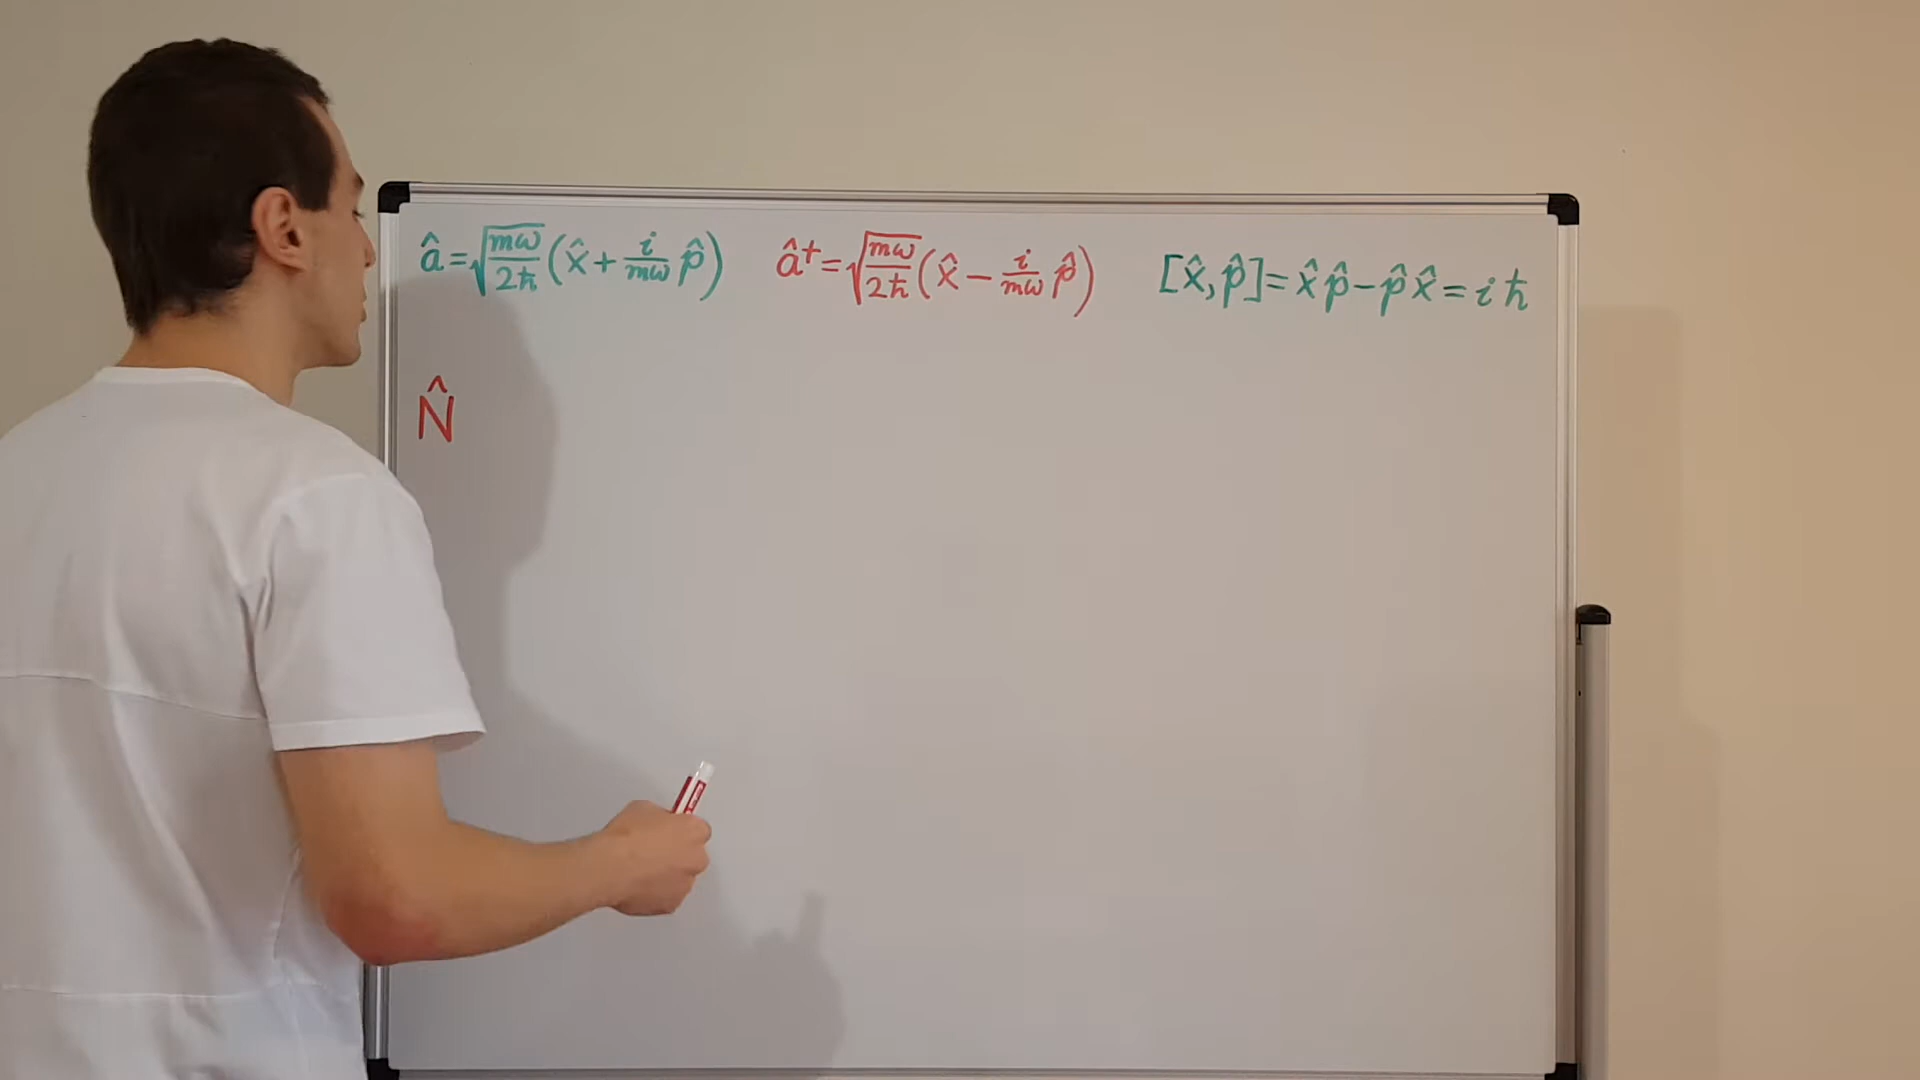 â=√(mω/2ħ)(x̂+i/mω p̂) â†=√(mω/2ħ)(x̂−i/mω p̂) [x̂,p̂]=x̂p̂−p̂x̂=iħ
N̂